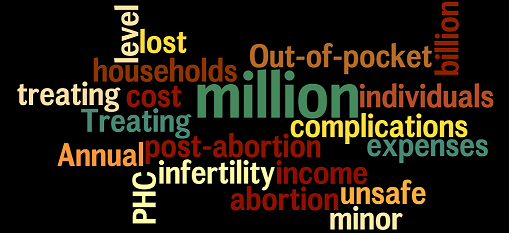 level
lost
billion
Out-of-pocket
households
million
treating
cost
individuals
Treating
complications
post-abortion
expenses
Annual
infertility
income
PHC
abortion
unsafe
minor